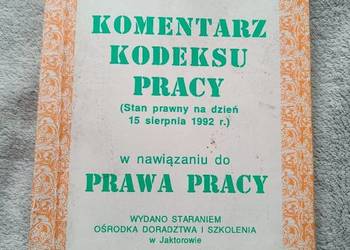 KOMENTARZ
KODEKSU
PRACY
(Stan prawny na dzień
15 sierpnia 1992 r.)
w nawiązaniu do
PRAWA PRACY
WYDANO STARANIEM
OŚRODKA DORADZTWA I SZKOLENIA
w Jaktorowie